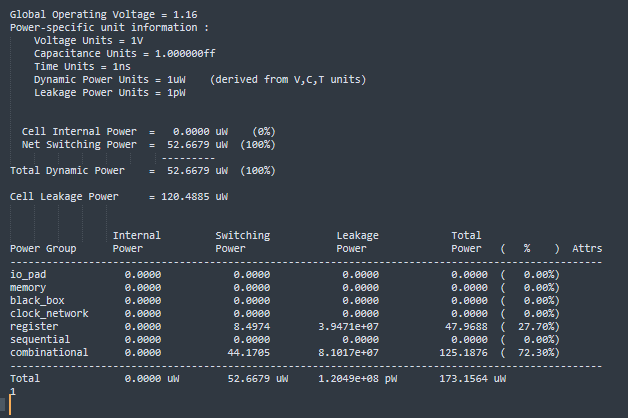 Global Operating Voltage = 1.16
Power-specific unit information :
    Voltage Units = 1V
    Capacitance Units = 1.000000ff
    Time Units = 1ns
    Dynamic Power Units = 1uW    (derived from V,C,T units)
    Leakage Power Units = 1pW
  Cell Internal Power  =   0.0000 uW    (0%)
  Net Switching Power  =  52.6679 uW  (100%)
                         ---------
Total Dynamic Power    =  52.6679 uW  (100%)
Cell Leakage Power     = 120.4885 uW
                 Internal         Switching           Leakage            Total
Power Group      Power            Power               Power              Power   (   %    )  Attrs
--------------------------------------------------------------------------------------------------
io_pad             0.0000            0.0000            0.0000            0.0000  (   0.00%)
memory             0.0000            0.0000            0.0000            0.0000  (   0.00%)
black_box          0.0000            0.0000            0.0000            0.0000  (   0.00%)
clock_network      0.0000            0.0000            0.0000            0.0000  (   0.00%)
register           0.0000            8.4974        3.9471e+07           47.9688  (  27.70%)
sequential         0.0000            0.0000            0.0000            0.0000  (   0.00%)
combinational      0.0000           44.1705        8.1017e+07          125.1876  (  72.30%)
--------------------------------------------------------------------------------------------------
Total              0.0000 uW        52.6679 uW     1.2049e+08 pW       173.1564 uW
1